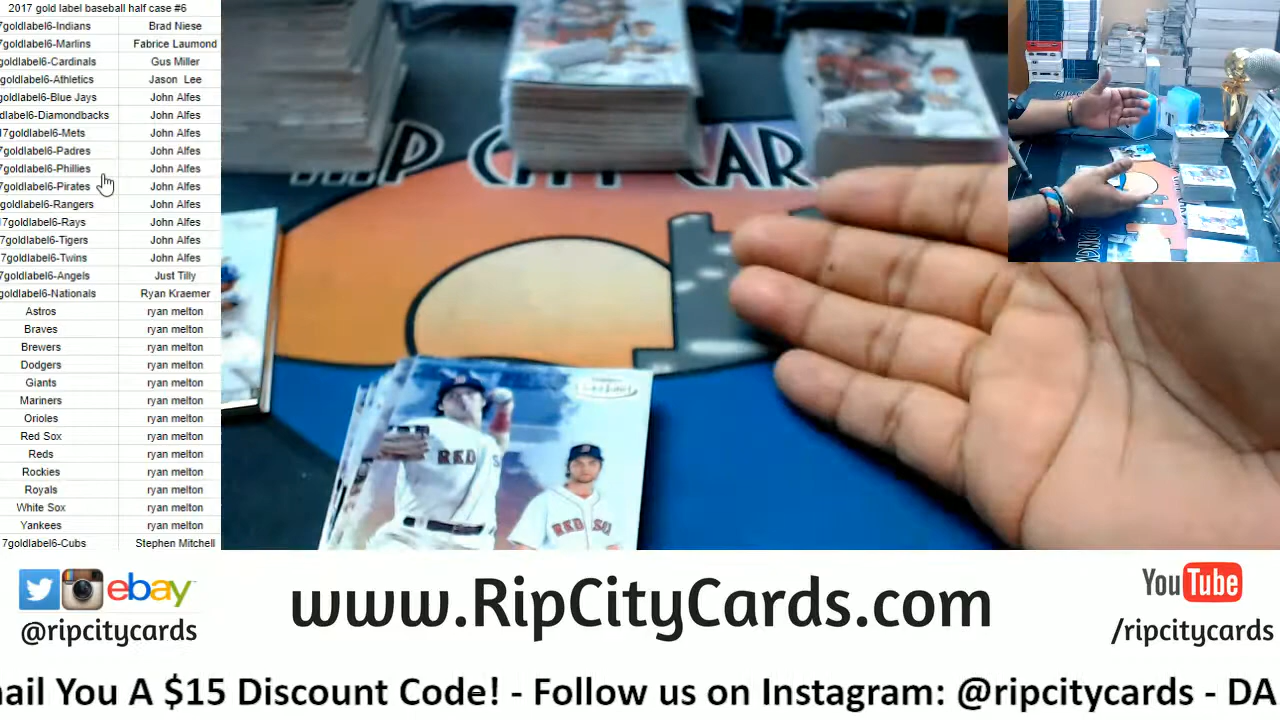 2017 gold label baseball half case #6
7goldlabel6-Indians Brad Niese
7goldlabel6-Marlins Fabrice Laumond
goldlabel6-Cardinals Gus Miller
goldlabel6-Athletics Jason Lee
goldlabel6-Blue Jays John Alfes
dlabel6-Diamondbacks John Alfes
17goldlabel6-Mets John Alfes
7goldlabel6-Padres John Alfes
7goldlabel6-Phillies John Alfes
7goldlabel6-Pirates John Alfes
goldlabel6-Rangers John Alfes
17goldlabel6-Rays John Alfes
7goldlabel6-Tigers John Alfes
7goldlabel6-Twins John Alfes
7goldlabel6-Angels Just Tilly
goldlabel6-Nationals Ryan Kraemer
Astros ryan melton
Braves ryan melton
Brewers ryan melton
Dodgers ryan melton
Giants ryan melton
Mariners ryan melton
Orioles ryan melton
Red Sox ryan melton
Reds ryan melton
Rockies ryan melton
Royals ryan melton
White Sox ryan melton
Yankees ryan melton
7goldlabel6-Cubs Stephen Mitchell
RIP CITY CAR
RED S
RED SOX
ebay
@ripcitycards
www.RipCityCards.com
YouTube
/ripcitycards
nail You A $15 Discount Code! - Follow us on Instagram: @ripcitycards - DA